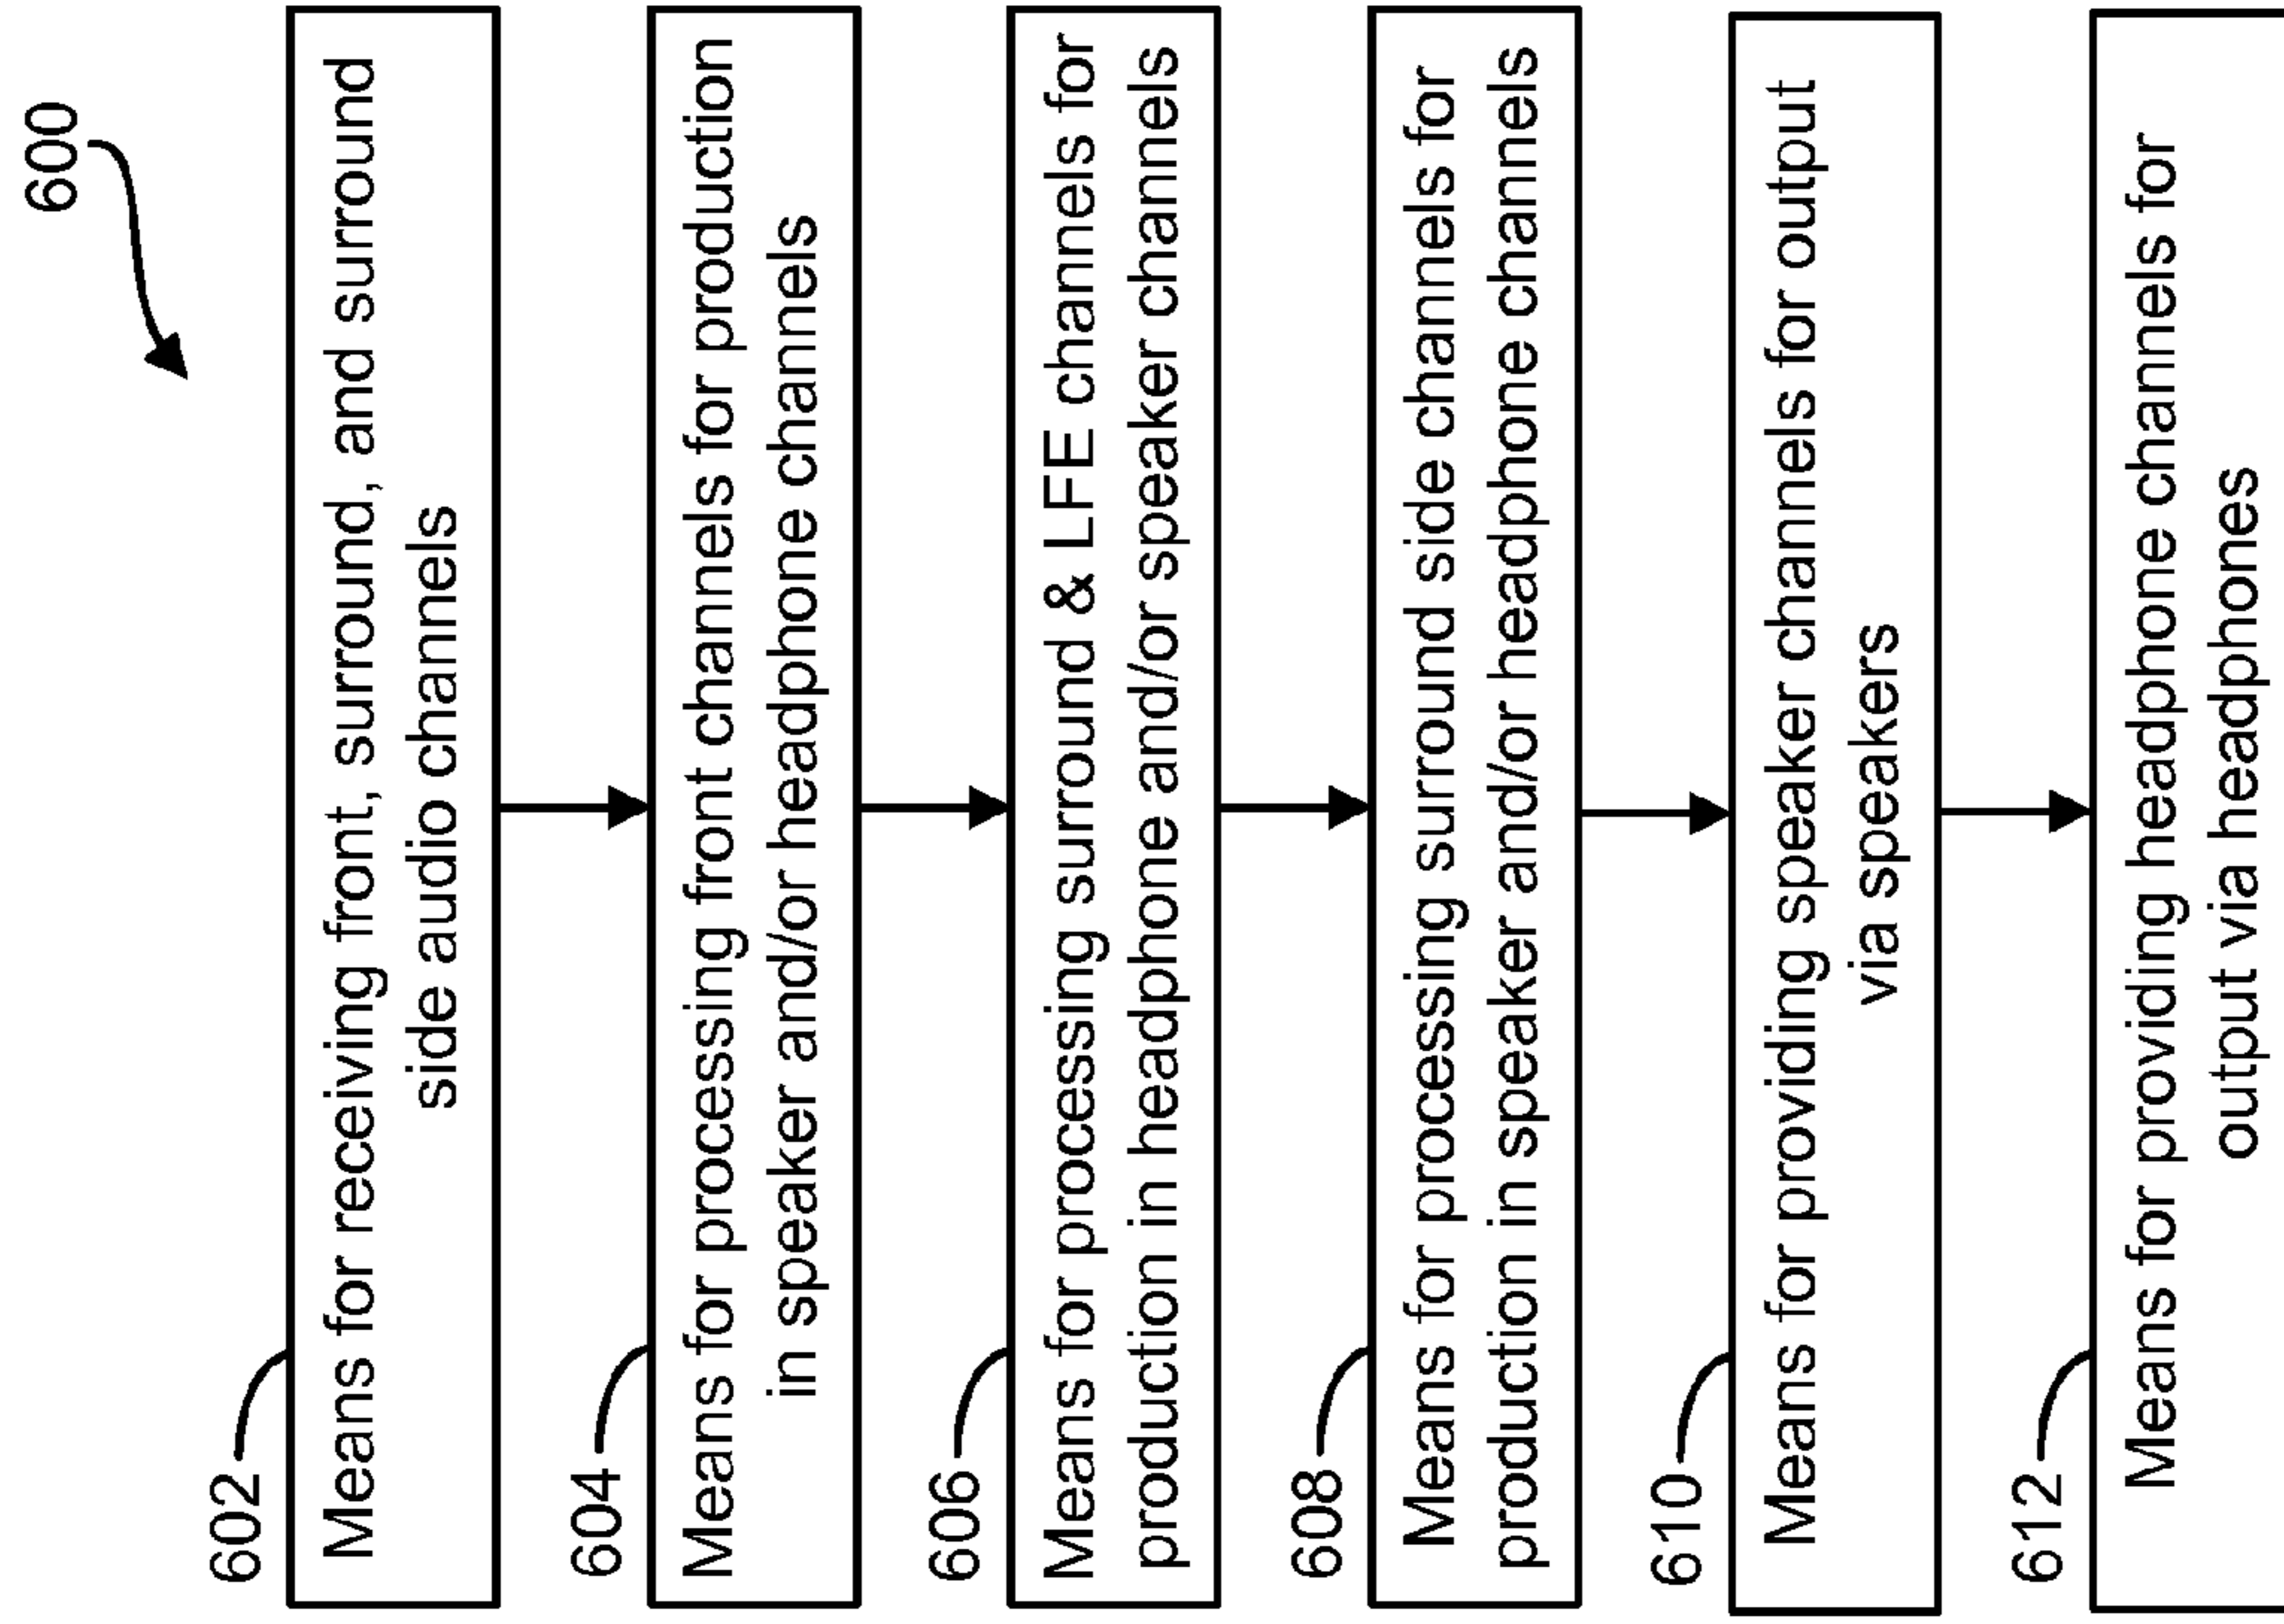 600
602
Means for receiving front, surround, and surround
side audio channels
604
Means for processing front channels for production
in speaker and/or headphone channels
606
Means for processing surround & LFE channels for
production in headphone and/or speaker channels
608
Means for processing surround side channels for
production in speaker and/or headphone channels
610
Means for providing speaker channels for output
via speakers
612
Means for providing headphone channels for
output via headphones